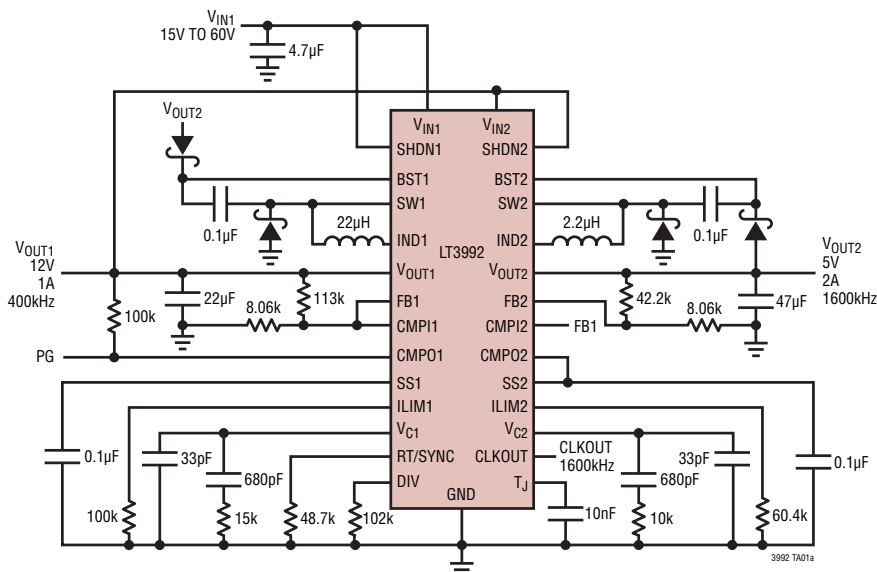 VIN1
15V TO 60V
4.7µF
VOUT2
VIN1
VIN2
SHDN1
SHDN2
BST1
BST2
SW1
SW2
0.1µF
22µH
2.2µH
0.1µF
IND1
LT3992
IND2
VOUT1
12V
1A
400kHz
VOUT1
VOUT2
VOUT2
5V
2A
1600kHz
100k
22µF
8.06k
113k
FB1
FB2
42.2k
8.06k
47µF
CMPI1
CMPI2
FB1
PG
CMPO1
CMPO2
SS1
SS2
ILIM1
ILIM2
0.1µF
33pF
680pF
VC1
VC2
RT/SYNC
CLKOUT
CLKOUT
1600kHz
33pF
680pF
0.1µF
DIV
TJ
GND
100k
15k
48.7k
102k
10nF
10k
60.4k
3992 TA01a